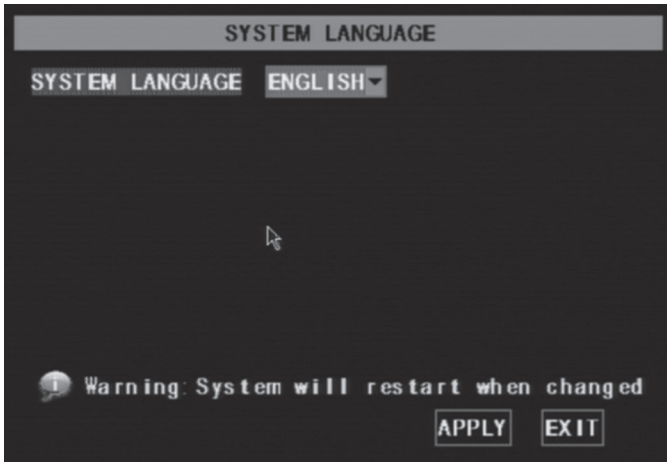 SYSTEM LANGUAGE
SYSTEM LANGUAGE ENGLISH
Warning:System will restart when changed
APPLY EXIT